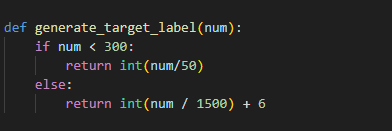 def generate_target_label(num):
    if num < 300:
        return int(num/50)
    else:
        return int(num / 1500) + 6